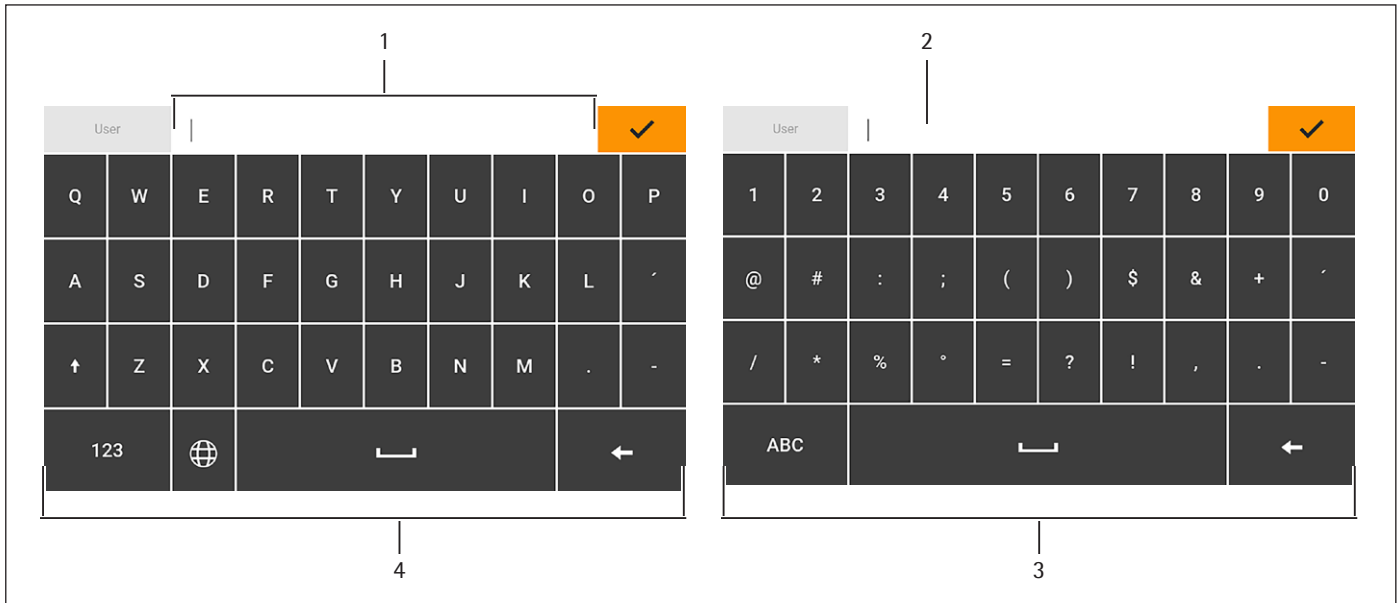 1
User
Q W E R T Y U I O P
A S D F G H J K L ´
Z X C V B N M . -
123
4
2
User
1 2 3 4 5 6 7 8 9 0
@ # : ; ( ) $ & + ´
/ * % ° = ? ! , . -
ABC
3